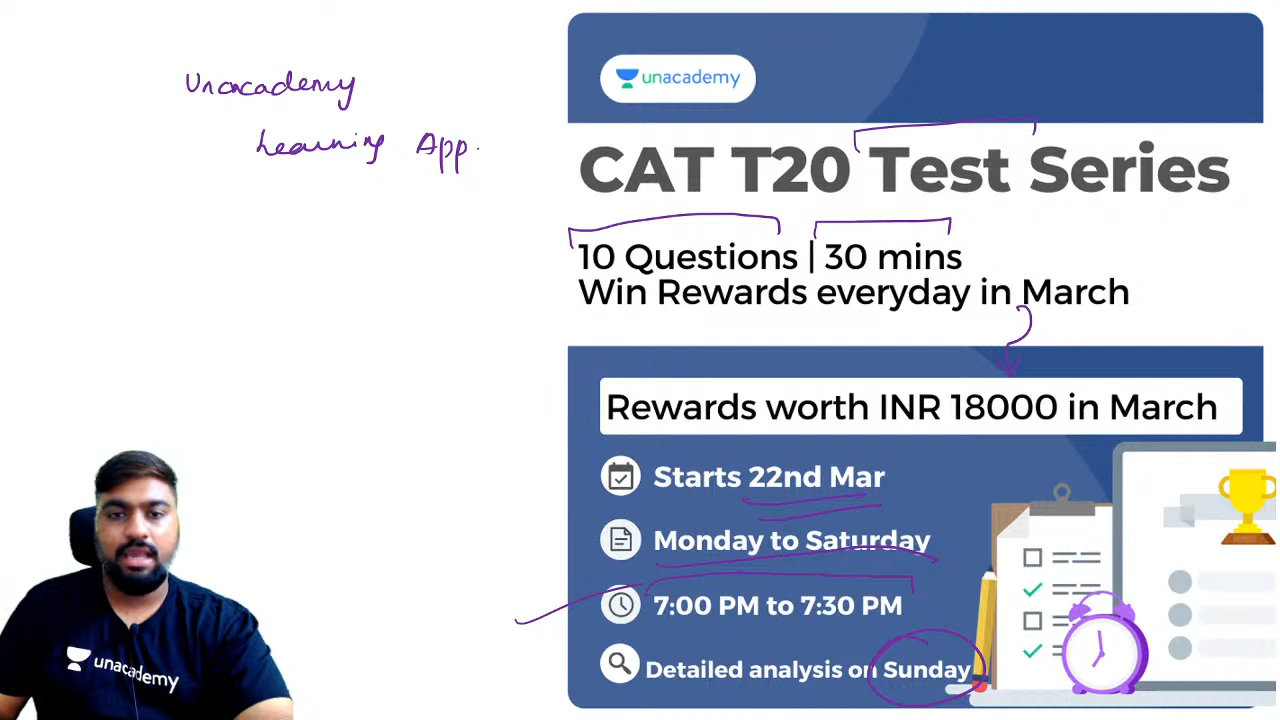 Unacademy
Learning App.
unacademy
CAT T20 Test Series
10 Questions | 30 mins
Win Rewards everyday in March
Rewards worth INR 18000 in March
Starts 22nd Mar
Monday to Saturday
7:00 PM to 7:30 PM
Detailed analysis on Sunday
unacademy